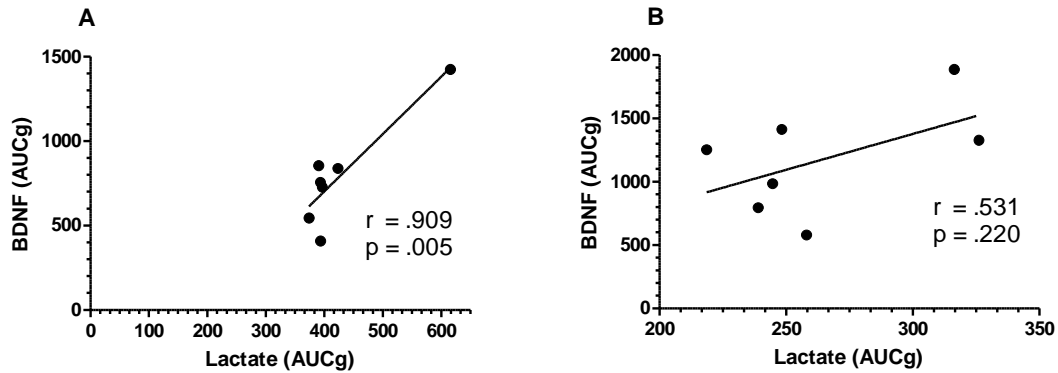 A
1500
1000
500
0
BDNF (AUCg)
r = .909
p = .005
0 100 200 300 400 500 600
Lactate (AUCg)
B
2000
1500
1000
500
0
BDNF (AUCg)
r = .531
p = .220
200 250 300 350
Lactate (AUCg)